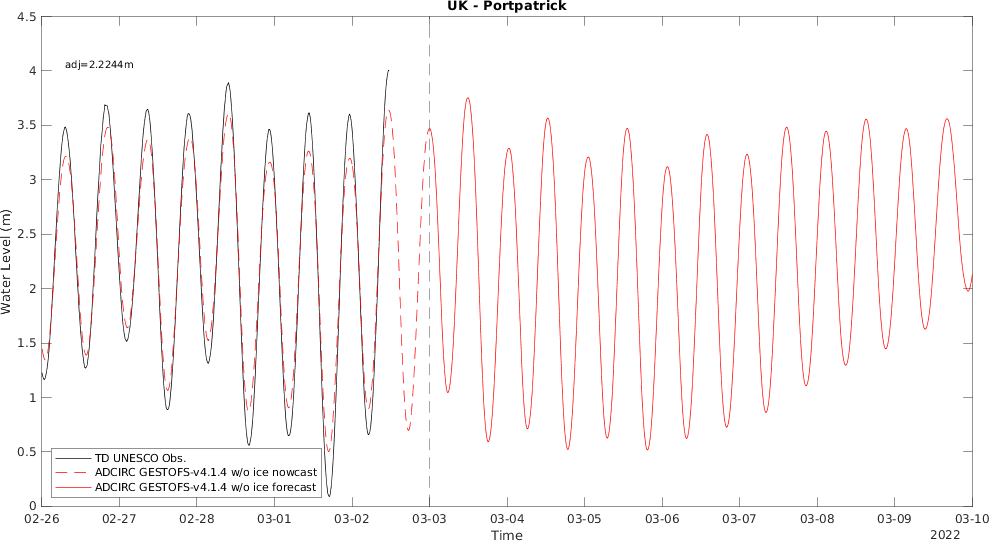 UK - Portpatrick
4.5
4
3.5
3
2.5
2
1.5
1
0.5
0
Water Level (m)
adj=2.2244m
TD UNESCO Obs.
ADCIRC GESTOFS-v4.1.4 w/o ice nowcast
ADCIRC GESTOFS-v4.1.4 w/o ice forecast
02-26 02-27 02-28 03-01 03-02 03-03 03-04 03-05 03-06 03-07 03-08 03-09 03-10
Time
2022